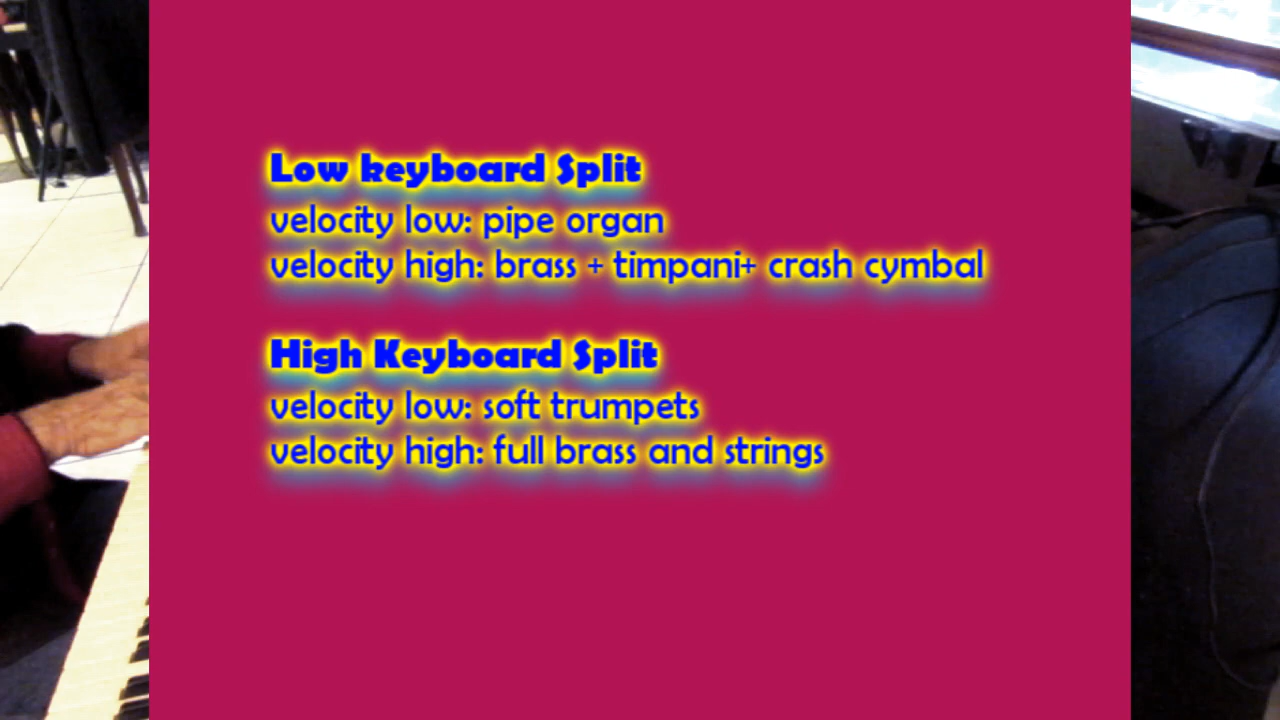 Low keyboard Split
velocity low: pipe organ
velocity high: brass + timpani+ crash cymbal
High Keyboard Split
velocity low: soft trumpets
velocity high: full brass and strings